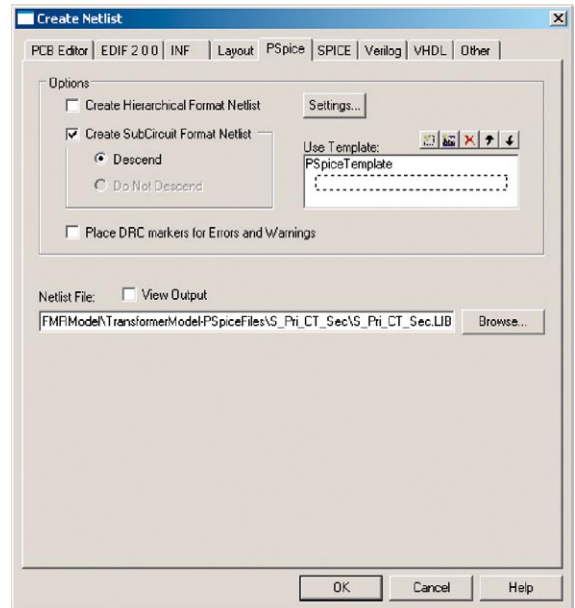 Create Netlist
PCB Editor EDIF 2 0 0 INF Layout PSpice SPICE Verilog VHDL Other
Options
Create Hierarchical Format Netlist Settings...
Create SubCircuit Format Netlist
Use Template:
Descend
PSpiceTemplate
Do Not Descend
Place DRC markers for Errors and Warnings
Netlist File: View Output
FMRModel\TransformerModel-PSpiceFiles\S_Pri_CT_Sec\S_Pri_CT_Sec.LIB Browse...
OK Cancel Help